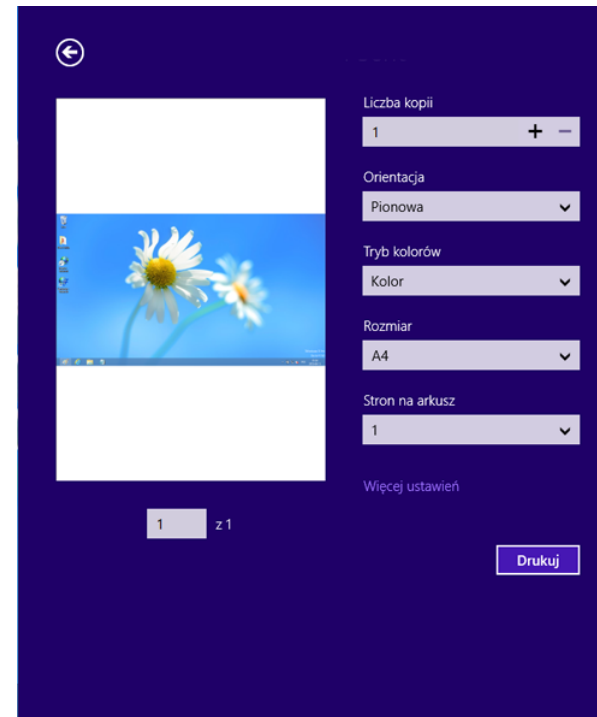 Liczba kopii
1
Orientacja
Pionowa
Tryb kolorów
Kolor
Rozmiar
A4
Stron na arkusz
1
Więcej ustawień
1 z 1
Drukuj